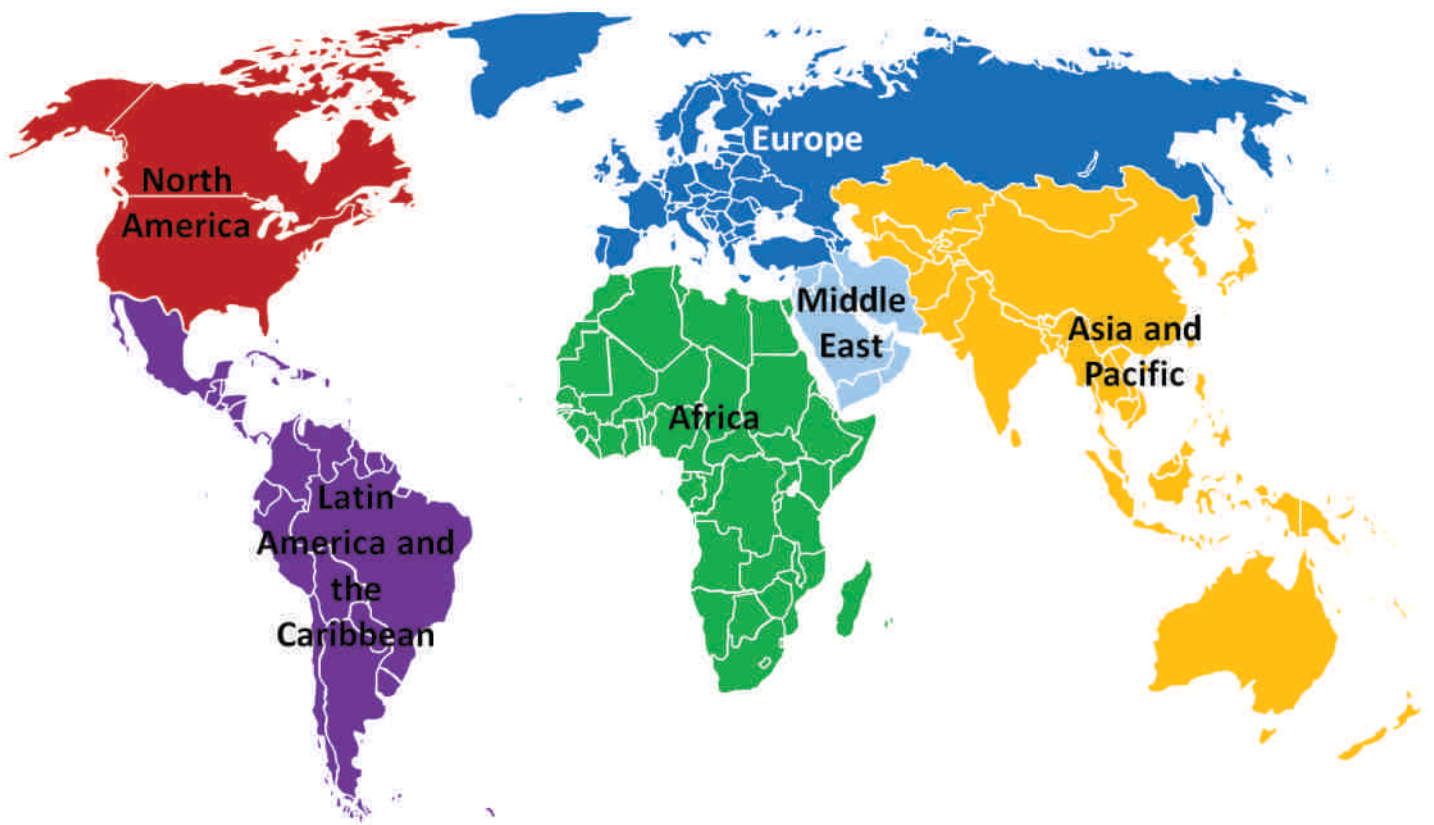 North
America
Europe
Middle
East
Asia and
Pacific
Africa
Latin
America and
the
Caribbean